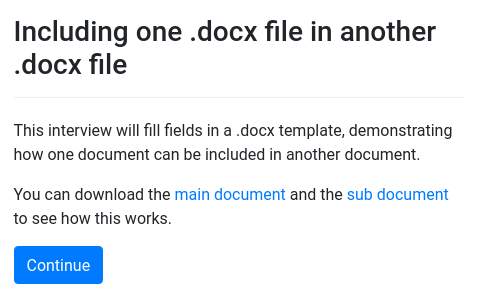 Including one .docx file in another
.docx file
This interview will fill fields in a .docx template, demonstrating
how one document can be included in another document.
You can download the main document and the sub document
to see how this works.
Continue